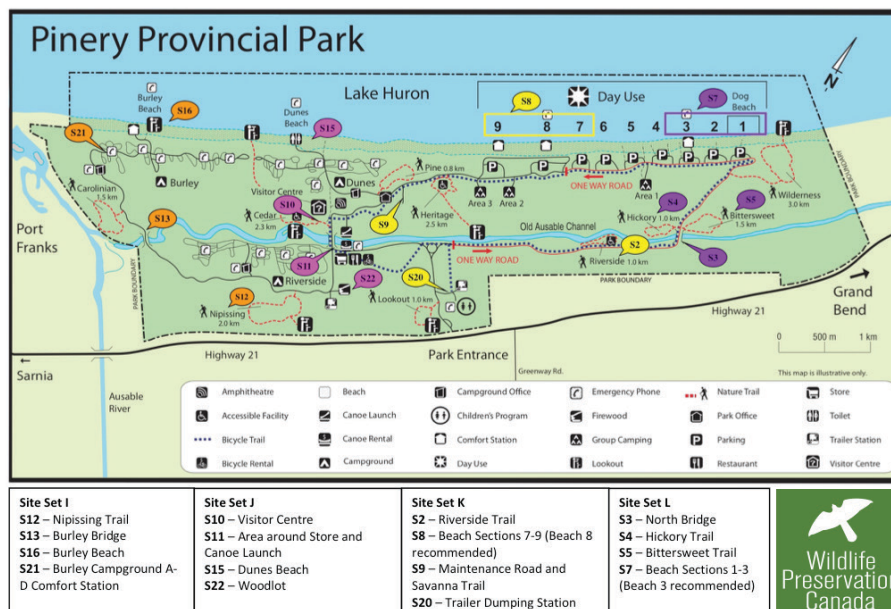 Pinery Provincial Park
Lake Huron
Burley
Beach
S16
S21
Dunes
Beach
S15
S8
Day Use
S7
Dog
Beach
9 8 7 6 5 4 3 2 1
Carolinian
1.5 km
Burley
Visitor Centre
Dunes
Pine 0.8 km
ONE WAY ROAD
Area 3
Area 2
Area 1
Wilderness
3.0 km
PARK BOUNDARY
S10
Cedar
2.3 km
S9
Heritage
2.5 km
S4
Hickory 1.0 km
S5
Bittersweet
1.5 km
Port
Franks
S13
Old Ausable Channel
S11
S2
Riverside 1.0 km
S3
ONE WAY ROAD
PARK BOUNDARY
PARK BOUNDARY
Riverside
S22
S20
S12
Nipissing
2.0 km
Lookout 1.0 km
Grand
Bend
Highway 21
0 500 m 1 km
Highway 21
Park Entrance
Greenway Rd.
This map is illustrative only.
Sarnia
Ausable
River
Amphitheatre
Beach
Campground Office
Emergency Phone
Nature Trail
Store
Accessible Facility
Canoe Launch
Children's Program
Firewood
Park Office
Toilet
Bicycle Trail
Canoe Rental
Comfort Station
Group Camping
Parking
Trailer Station
Bicycle Rental
Campground
Day Use
Lookout
Restaurant
Visitor Centre
Site Set I
S12 – Nipissing Trail
S13 – Burley Bridge
S16 – Burley Beach
S21 – Burley Campground A-
D Comfort Station
Site Set J
S10 – Visitor Centre
S11 – Area around Store and
Canoe Launch
S15 – Dunes Beach
S22 – Woodlot
Site Set K
S2 – Riverside Trail
S8 – Beach Sections 7-9 (Beach 8
recommended)
S9 – Maintenance Road and
Savanna Trail
S20 – Trailer Dumping Station
Site Set L
S3 – North Bridge
S4 – Hickory Trail
S5 – Bittersweet Trail
S7 – Beach Sections 1-3
(Beach 3 recommended)
Wildlife
Preservation
Canada